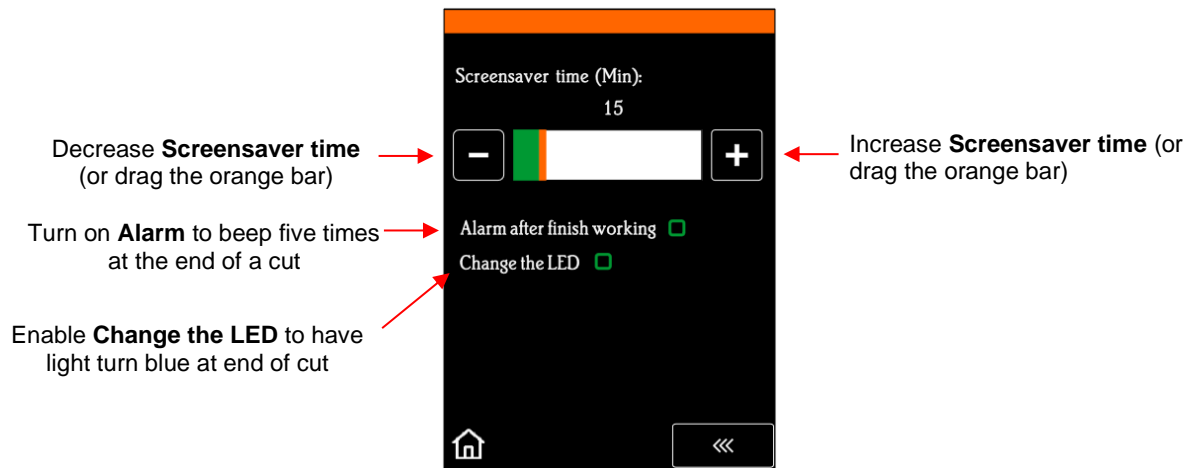 Screensaver time (Min):
15
Decrease Screensaver time
(or drag the orange bar)
Increase Screensaver time (or
drag the orange bar)
Turn on Alarm to beep five times
at the end of a cut
Alarm after finish working
Change the LED
Enable Change the LED to have
light turn blue at end of cut